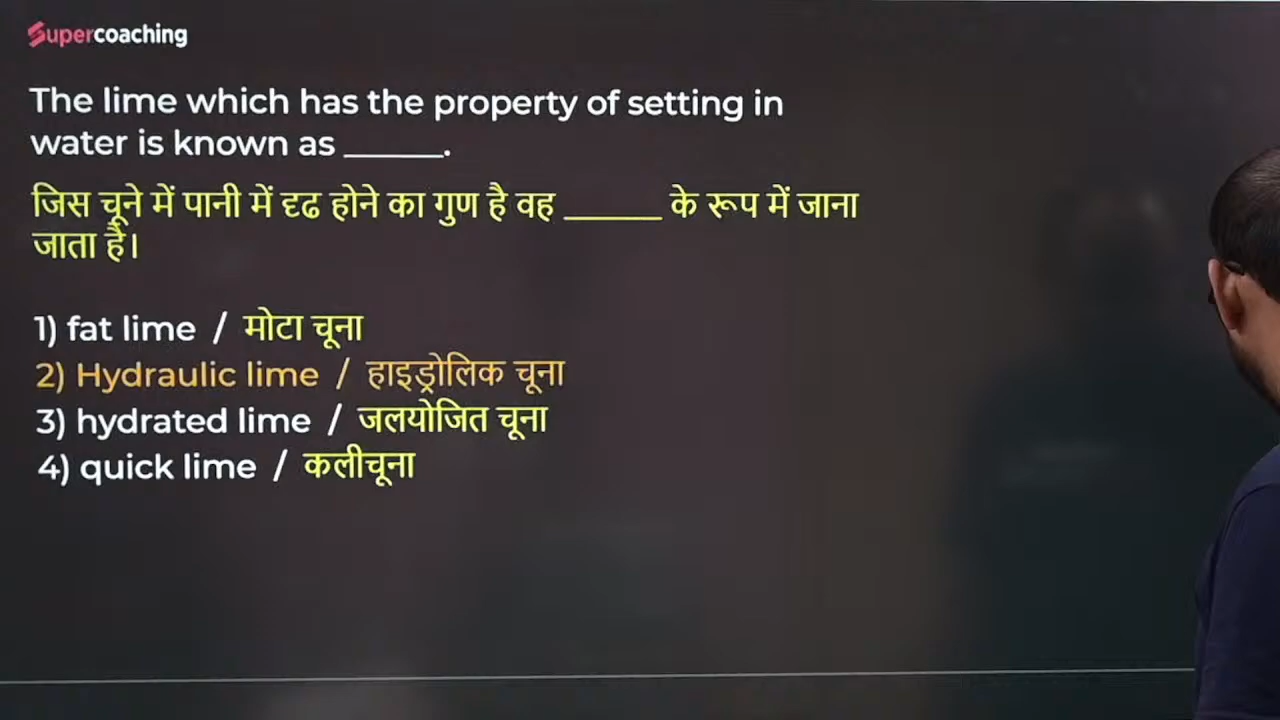 Supercoaching
The lime which has the property of setting in
water is known as ______.
जिस चूने में पानी में दृढ होने का गुण है वह ______ के रूप में जाना
जाता है।
1) fat lime / मोटा चूना
2) Hydraulic lime / हाइड्रोलिक चूना
3) hydrated lime / जलयोजित चूना
4) quick lime / कलीचूना